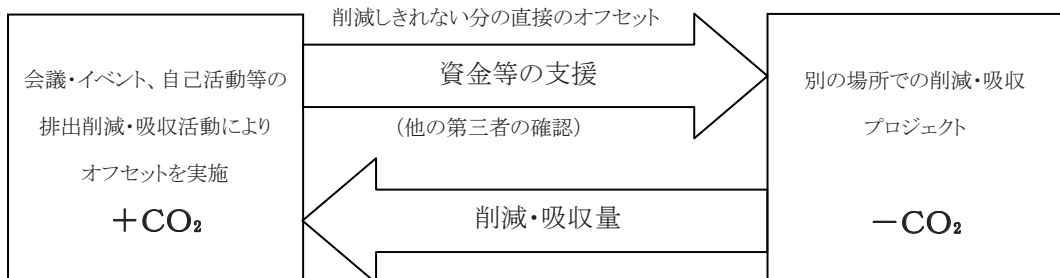 削減しきれない分の直接のオフセット
会議・イベント、自己活動等の
排出削減・吸収活動により
オフセットを実施
＋CO₂
資金等の支援
（他の第三者の確認）
削減・吸収量
別の場所での削減・吸収
プロジェクト
－CO₂